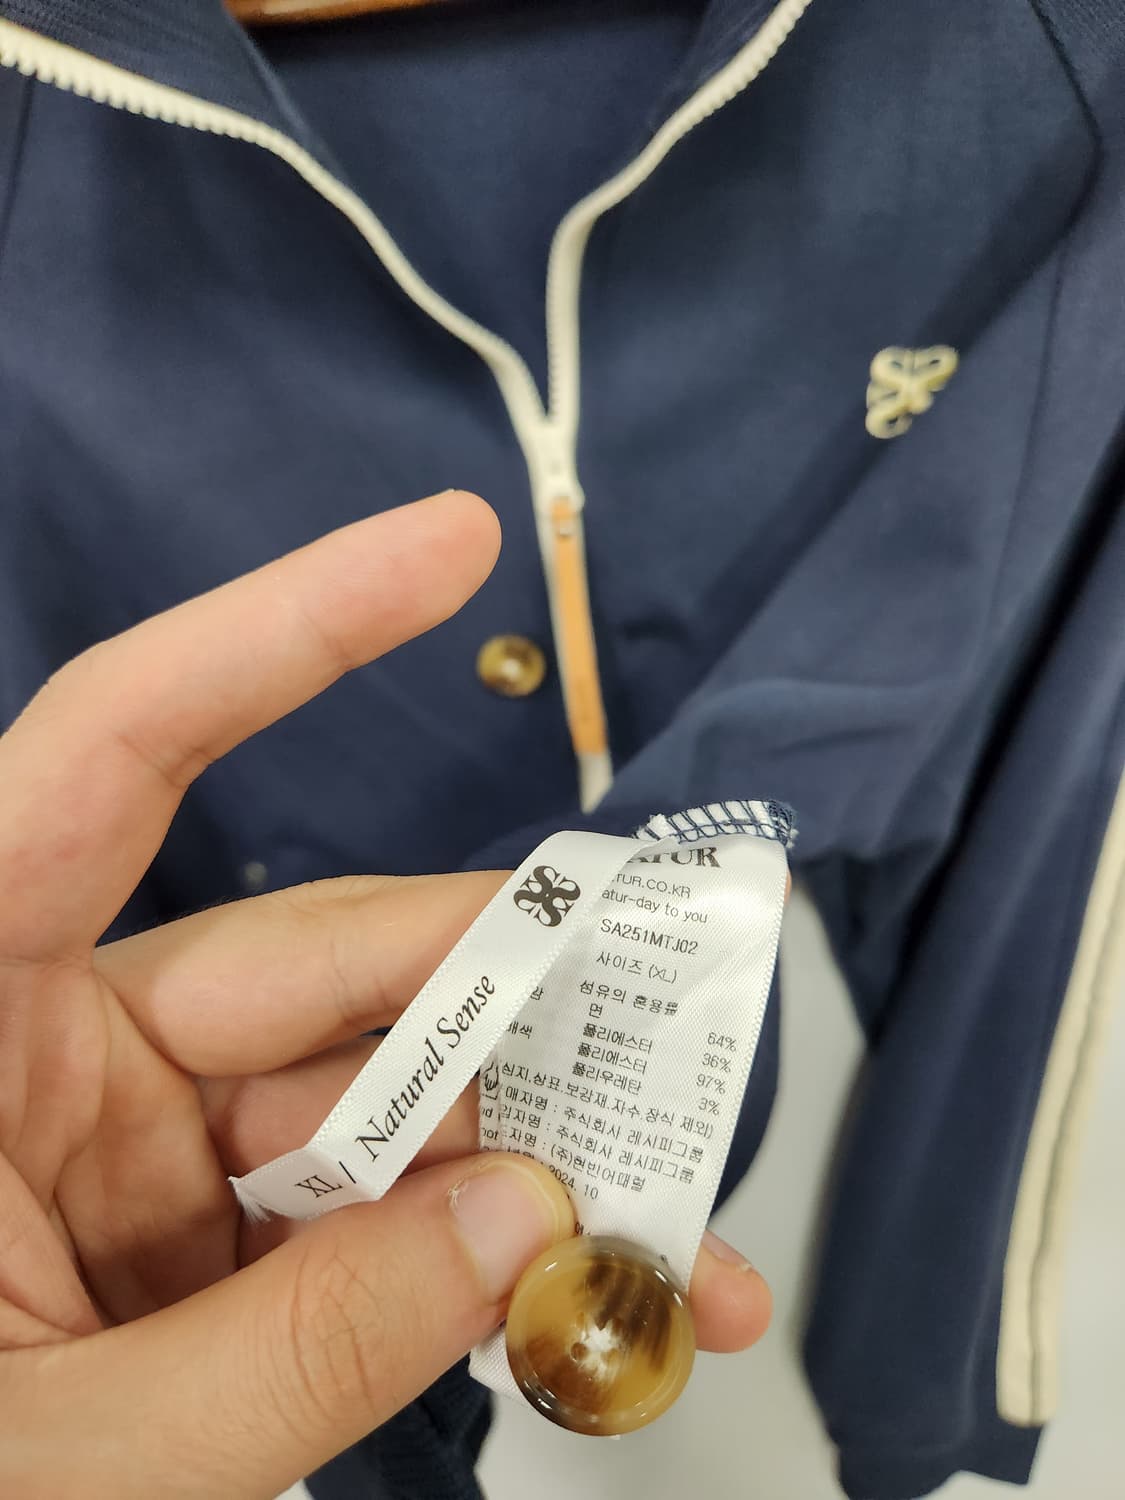 XL / Natural Sense
ATUR
TUR.CO.KR
atur-day to you
SA251MTJ02
사이즈 (XL)
섬유의 혼용률
면 64%
폴리에스터 36%
배색 폴리에스터 97%
폴리우레탄 3%
심지,상표,보강재,자수 장식 제외)
매자명 : 주식회사 레시피그룹
입자명 : 주식회사 레시피그룹
자명 : (주)현빈어패럴
2024. 10